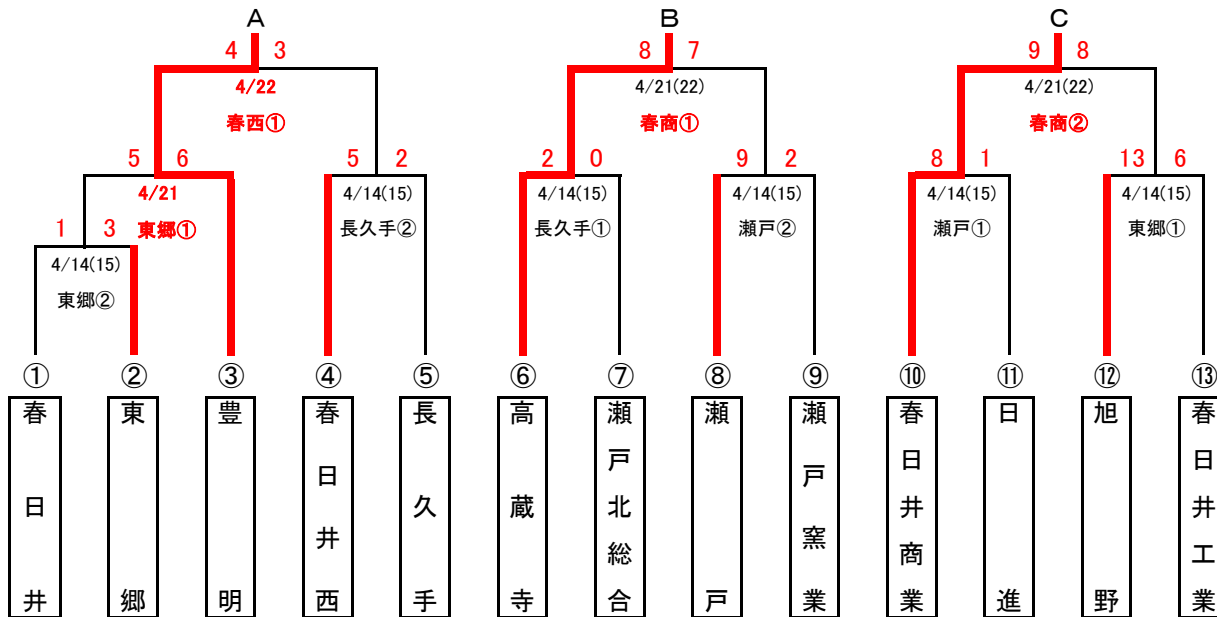 A B C
4 3 8 7 9 8
4/22 4/21(22) 4/21(22)
春西① 春商① 春商②
5 6 5 2 2 0 9 2 8 1 13 6
4/21 4/14(15) 4/14(15) 4/14(15) 4/14(15) 4/14(15)
1 3 東郷① 長久手② 長久手① 瀬戸② 瀬戸① 東郷①
4/14(15)
東郷②
① ② ③ ④ ⑤ ⑥ ⑦ ⑧ ⑨ ⑩ ⑪ ⑫ ⑬
春日井
東郷
豊明
春日井西
長久手
高蔵寺
瀬戸北総合
瀬戸
瀬戸窯業
春日井商業
日進
旭野
春日井工業